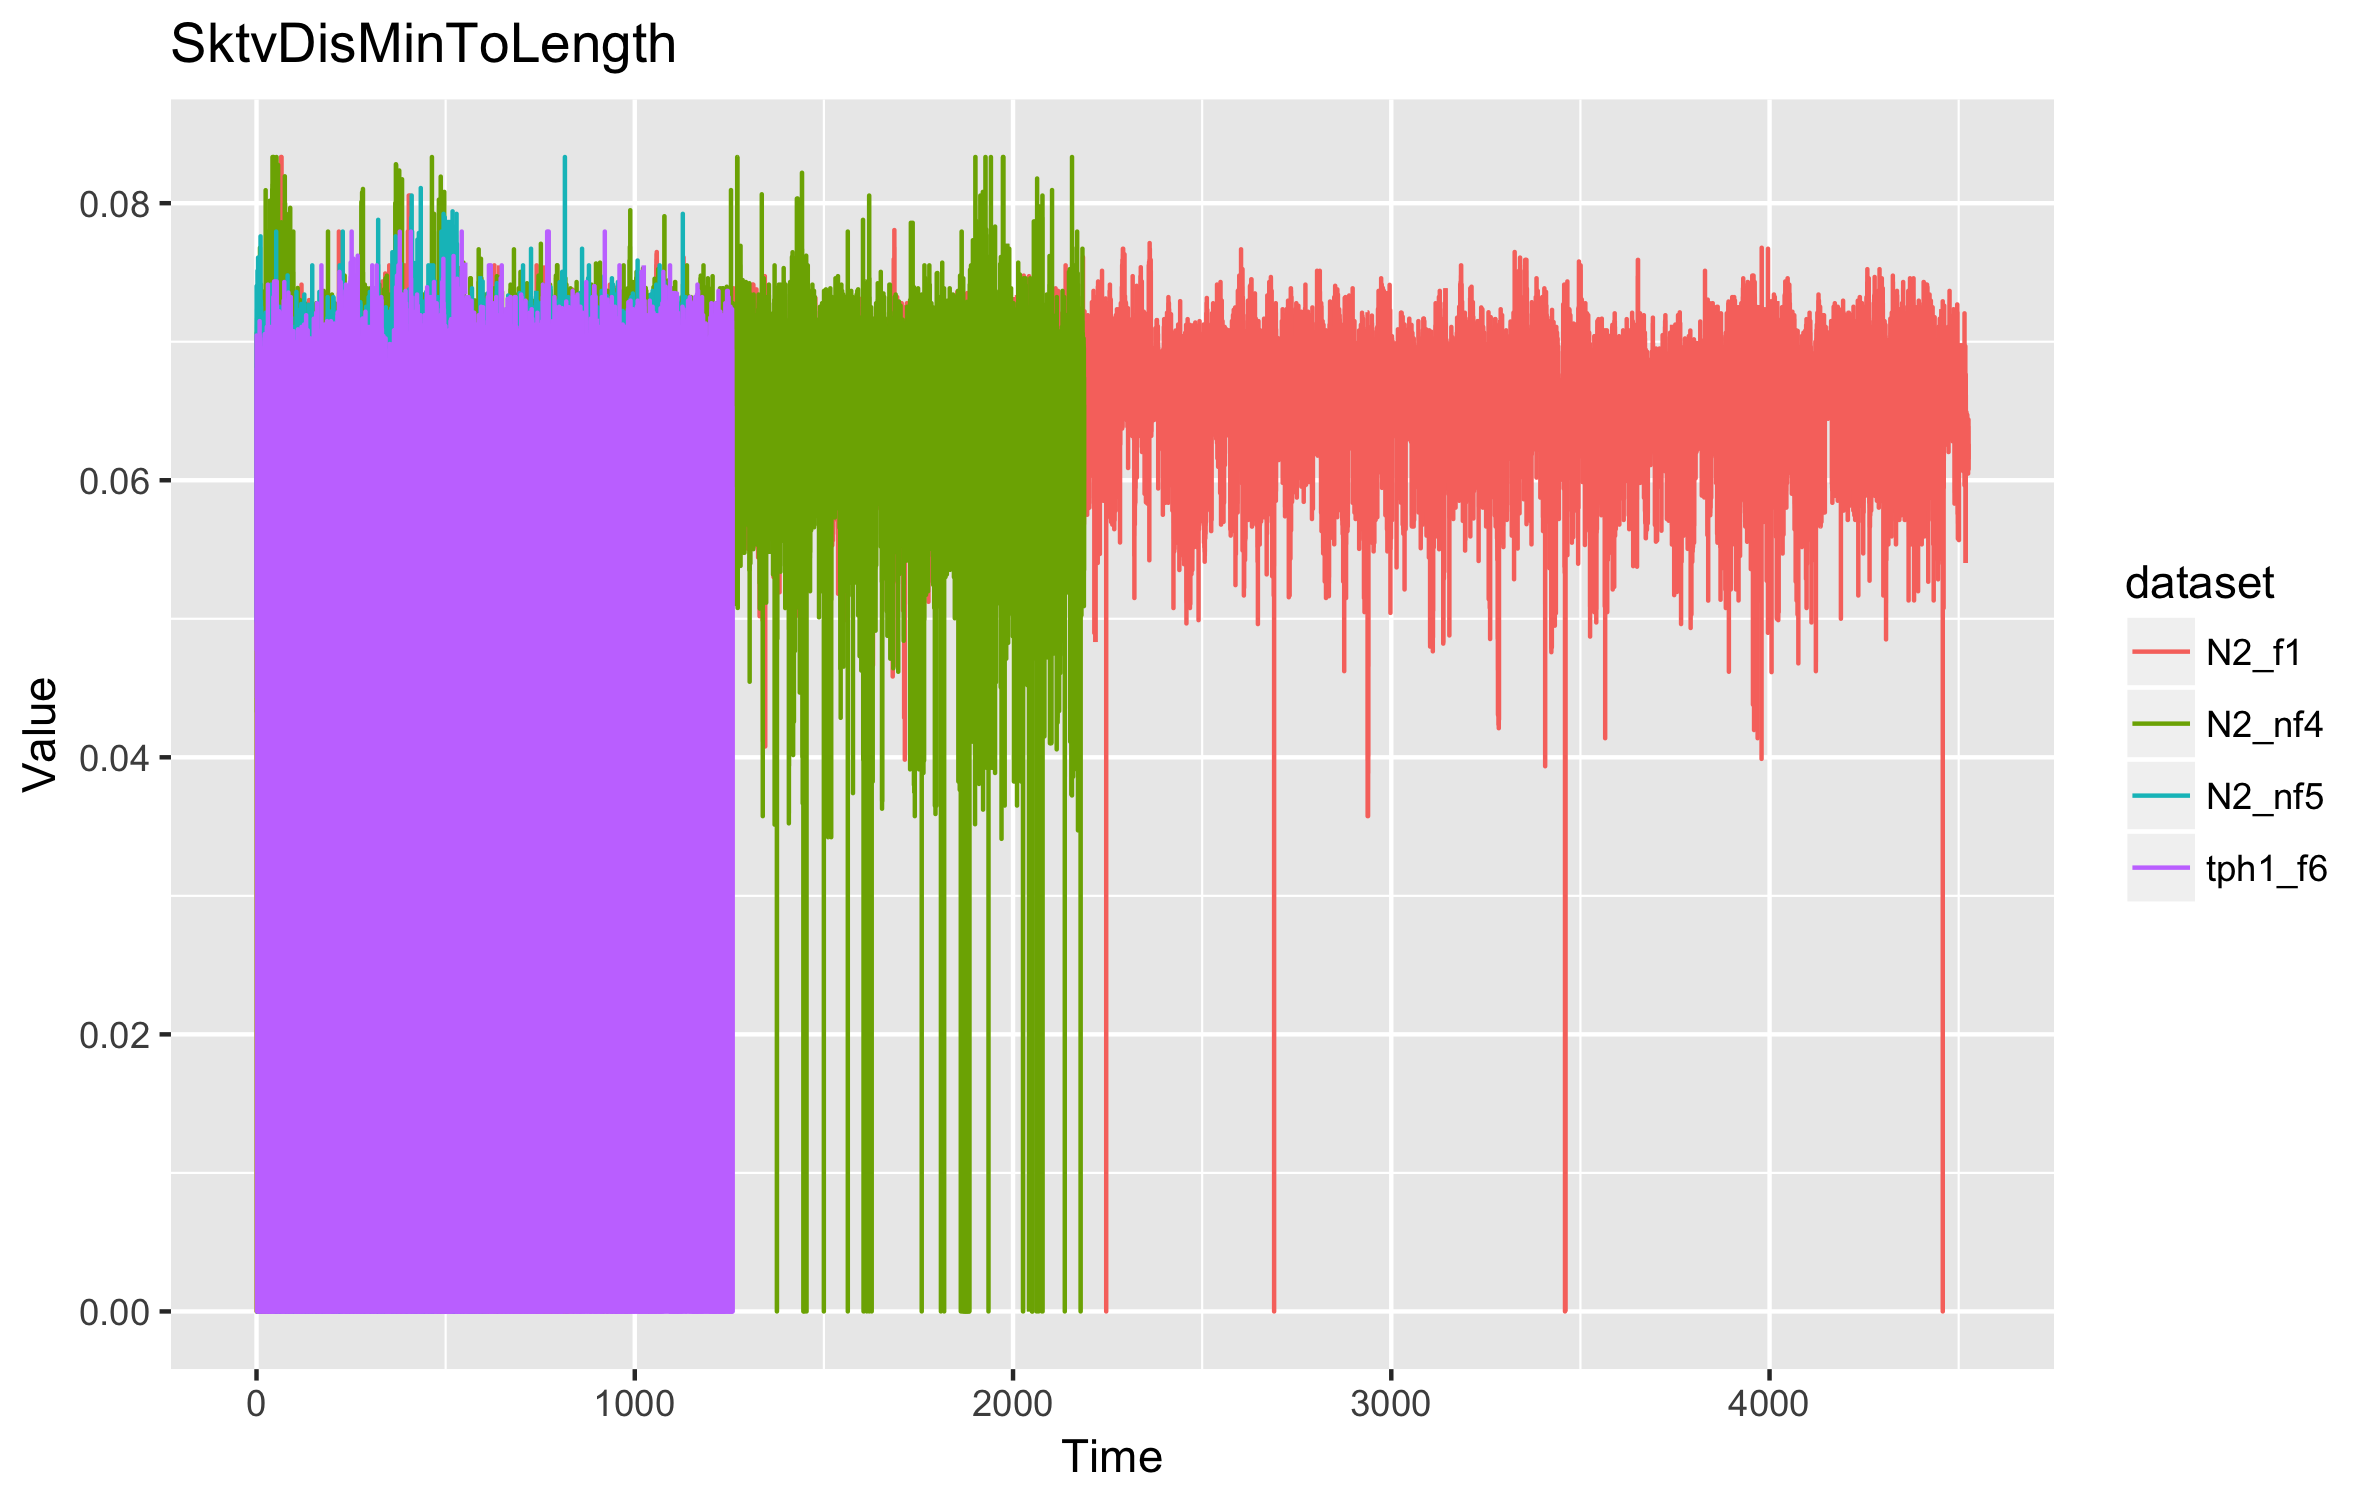 SktvDisMinToLength
Value
0.08
0.06
0.04
0.02
0.00
0 1000 2000 3000 4000
Time
dataset
N2_f1
N2_nf4
N2_nf5
tph1_f6